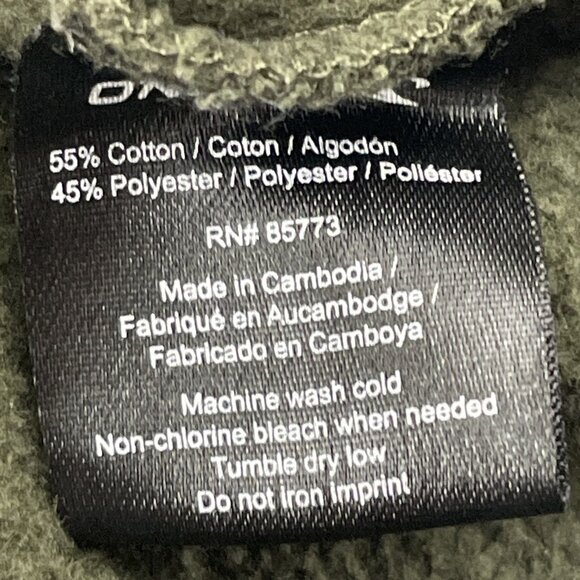 55% Cotton / Coton / Algodón
45% Polyester / Polyester / Poliéster
RN# 85773
Made in Cambodia /
Fabriqué en Aucambodge /
Fabricado en Camboya
Machine wash cold
Non-chlorine bleach when needed
Tumble dry low
Do not iron imprint